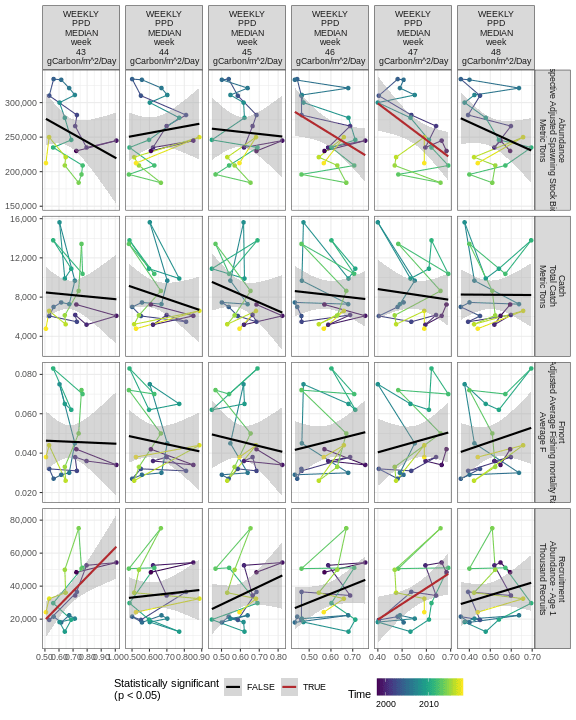 WEEKLY
PPD
MEDIAN
week
43
gCarbon/m^2/Day
WEEKLY
PPD
MEDIAN
week
44
gCarbon/m^2/Day
WEEKLY
PPD
MEDIAN
week
45
gCarbon/m^2/Day
WEEKLY
PPD
MEDIAN
week
46
gCarbon/m^2/Day
WEEKLY
PPD
MEDIAN
week
47
gCarbon/m^2/Day
WEEKLY
PPD
MEDIAN
week
48
gCarbon/m^2/Day
300,000
250,000
200,000
150,000
Abundance
Adjusted Spawning Stock
Metric Tons
16,000
12,000
8,000
4,000
Catch
Total Catch
Metric Tons
0.080
0.060
0.040
0.020
Fmort
Adjusted Average Fishing mortality
Average F
80,000
60,000
40,000
20,000
Recruitment
Abundance - Age 1
Thousand Recruits
0.50 0.60 0.70 0.80 0.90 1.00
0.50 0.60 0.70 0.80 0.90
0.50 0.60 0.70 0.80
0.50 0.60 0.70
0.40 0.50 0.60 0.70
0.40 0.50 0.60 0.70
Statistically significant
(p < 0.05)
FALSE
TRUE
Time
2000
2010